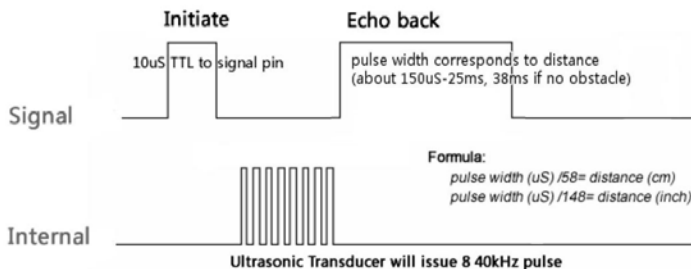 Initiate
Echo back
10uS TTL to signal pin
pulse width corresponds to distance
(about 150uS-25ms, 38ms if no obstacle)
Signal
Formula:
pulse width (uS) /58= distance (cm)
pulse width (uS) /148= distance (inch)
Internal
Ultrasonic Transducer will issue 8 40kHz pulse